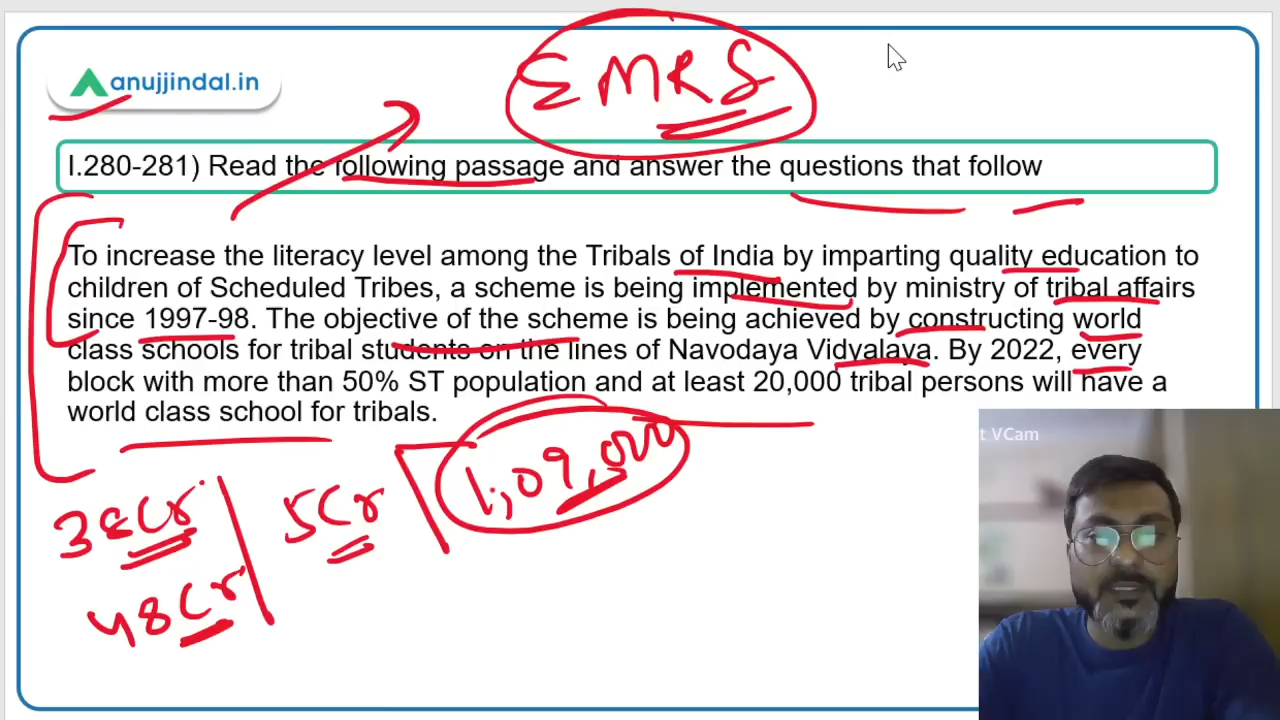 EMRS
anujjindal.in
I.280-281) Read the following passage and answer the questions that follow
To increase the literacy level among the Tribals of India by imparting quality education to
children of Scheduled Tribes, a scheme is being implemented by ministry of tribal affairs
since 1997-98. The objective of the scheme is being achieved by constructing world
class schools for tribal students on the lines of Navodaya Vidyalaya. By 2022, every
block with more than 50% ST population and at least 20,000 tribal persons will have a
world class school for tribals.
t VCam
38Cr 5Cr 1,09,000
48Cr